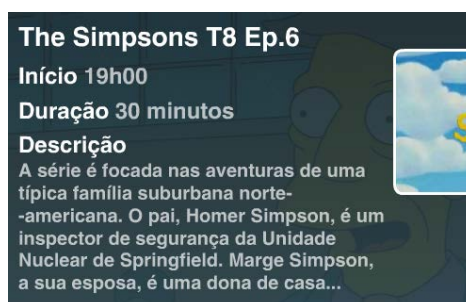 The Simpsons T8 Ep.6
Início 19h00
Duração 30 minutos
Descrição
A série é focada nas aventuras de uma
típica família suburbana norte-
-americana. O pai, Homer Simpson, é um
inspector de segurança da Unidade
Nuclear de Springfield. Marge Simpson,
a sua esposa, é uma dona de casa...